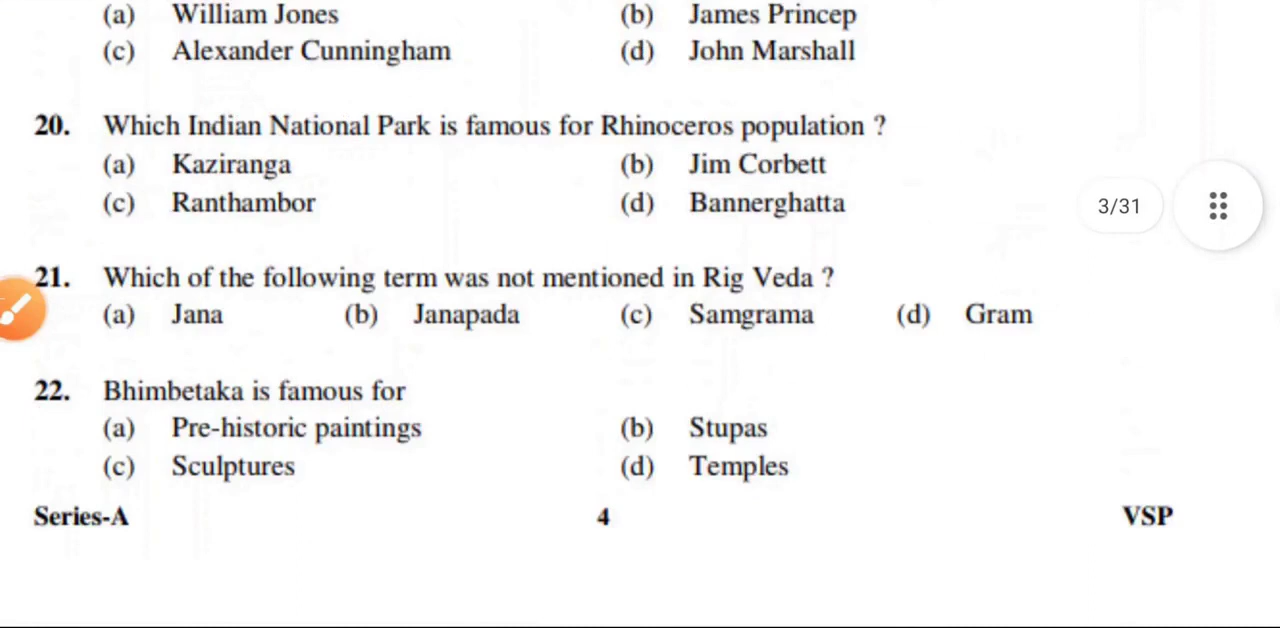 (a) William Jones (b) James Princep
(c) Alexander Cunningham (d) John Marshall
20. Which Indian National Park is famous for Rhinoceros population ?
(a) Kaziranga (b) Jim Corbett
(c) Ranthambor (d) Bannerghatta
3/31
21. Which of the following term was not mentioned in Rig Veda ?
(a) Jana (b) Janapada (c) Samgrama (d) Gram
22. Bhimbetaka is famous for
(a) Pre-historic paintings (b) Stupas
(c) Sculptures (d) Temples
Series-A 4 VSP